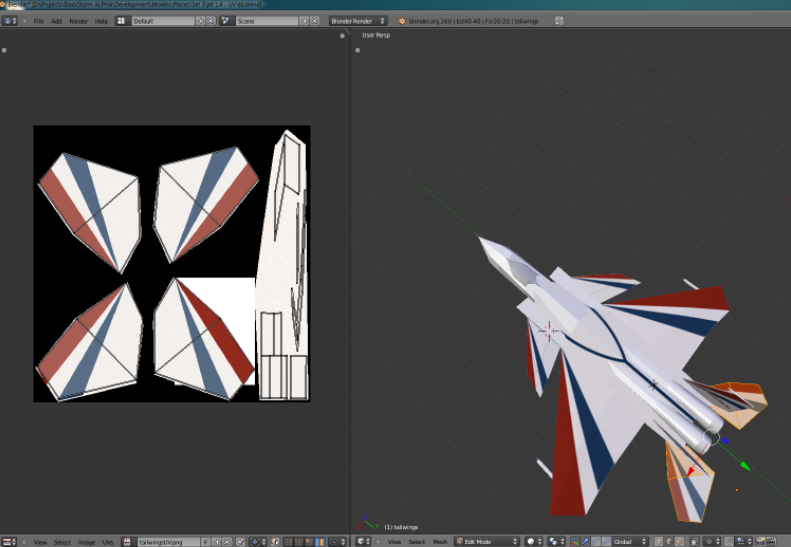 Blender* [D:\Projects\BlackStorm ALPHA\Development\Models\Planes\Set 3\jet 1.4 - UV ed.blend]
File Add Render Help Default Scene Blender Render blender.org 260 | Ed:40-40 | Fa:20-20 | tailwings
User Persp
(1) tailwings
View Select Image UVs tailwingsUV.png F View Select Mesh Edit Mode Global